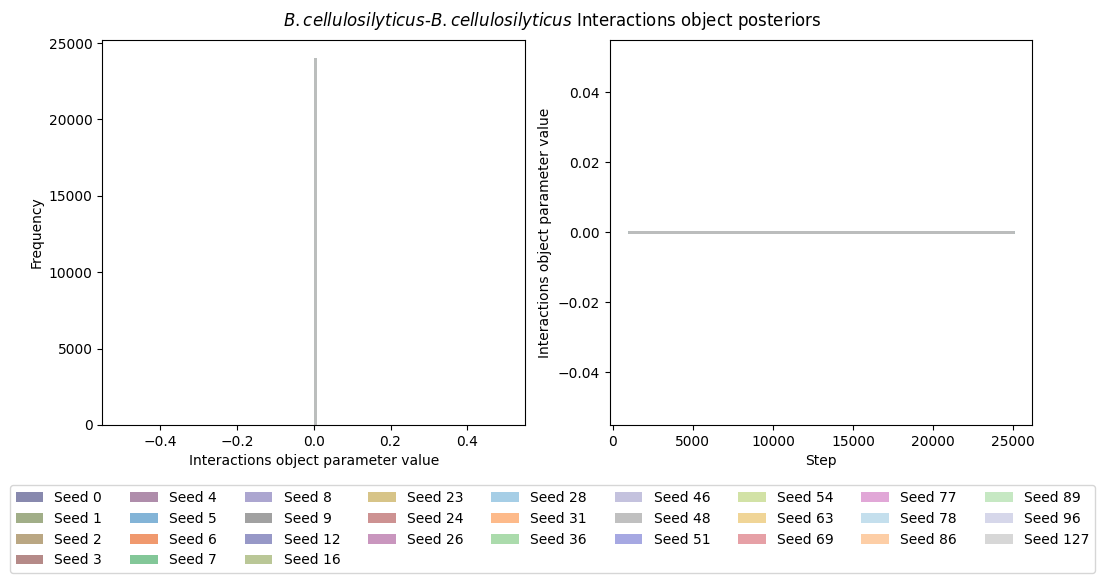 B.cellulosilyticus-B.cellulosilyticus Interactions object posteriors
25000
20000
15000
10000
5000
0
Frequency
−0.4 −0.2 0.0 0.2 0.4
Interactions object parameter value
0.04
0.02
0.00
−0.02
−0.04
Interactions object parameter value
0 5000 10000 15000 20000 25000
Step
Seed 0 Seed 4 Seed 8 Seed 23 Seed 28 Seed 46 Seed 54 Seed 77 Seed 89
Seed 1 Seed 5 Seed 9 Seed 24 Seed 31 Seed 48 Seed 63 Seed 78 Seed 96
Seed 2 Seed 6 Seed 12 Seed 26 Seed 36 Seed 51 Seed 69 Seed 86 Seed 127
Seed 3 Seed 7 Seed 16